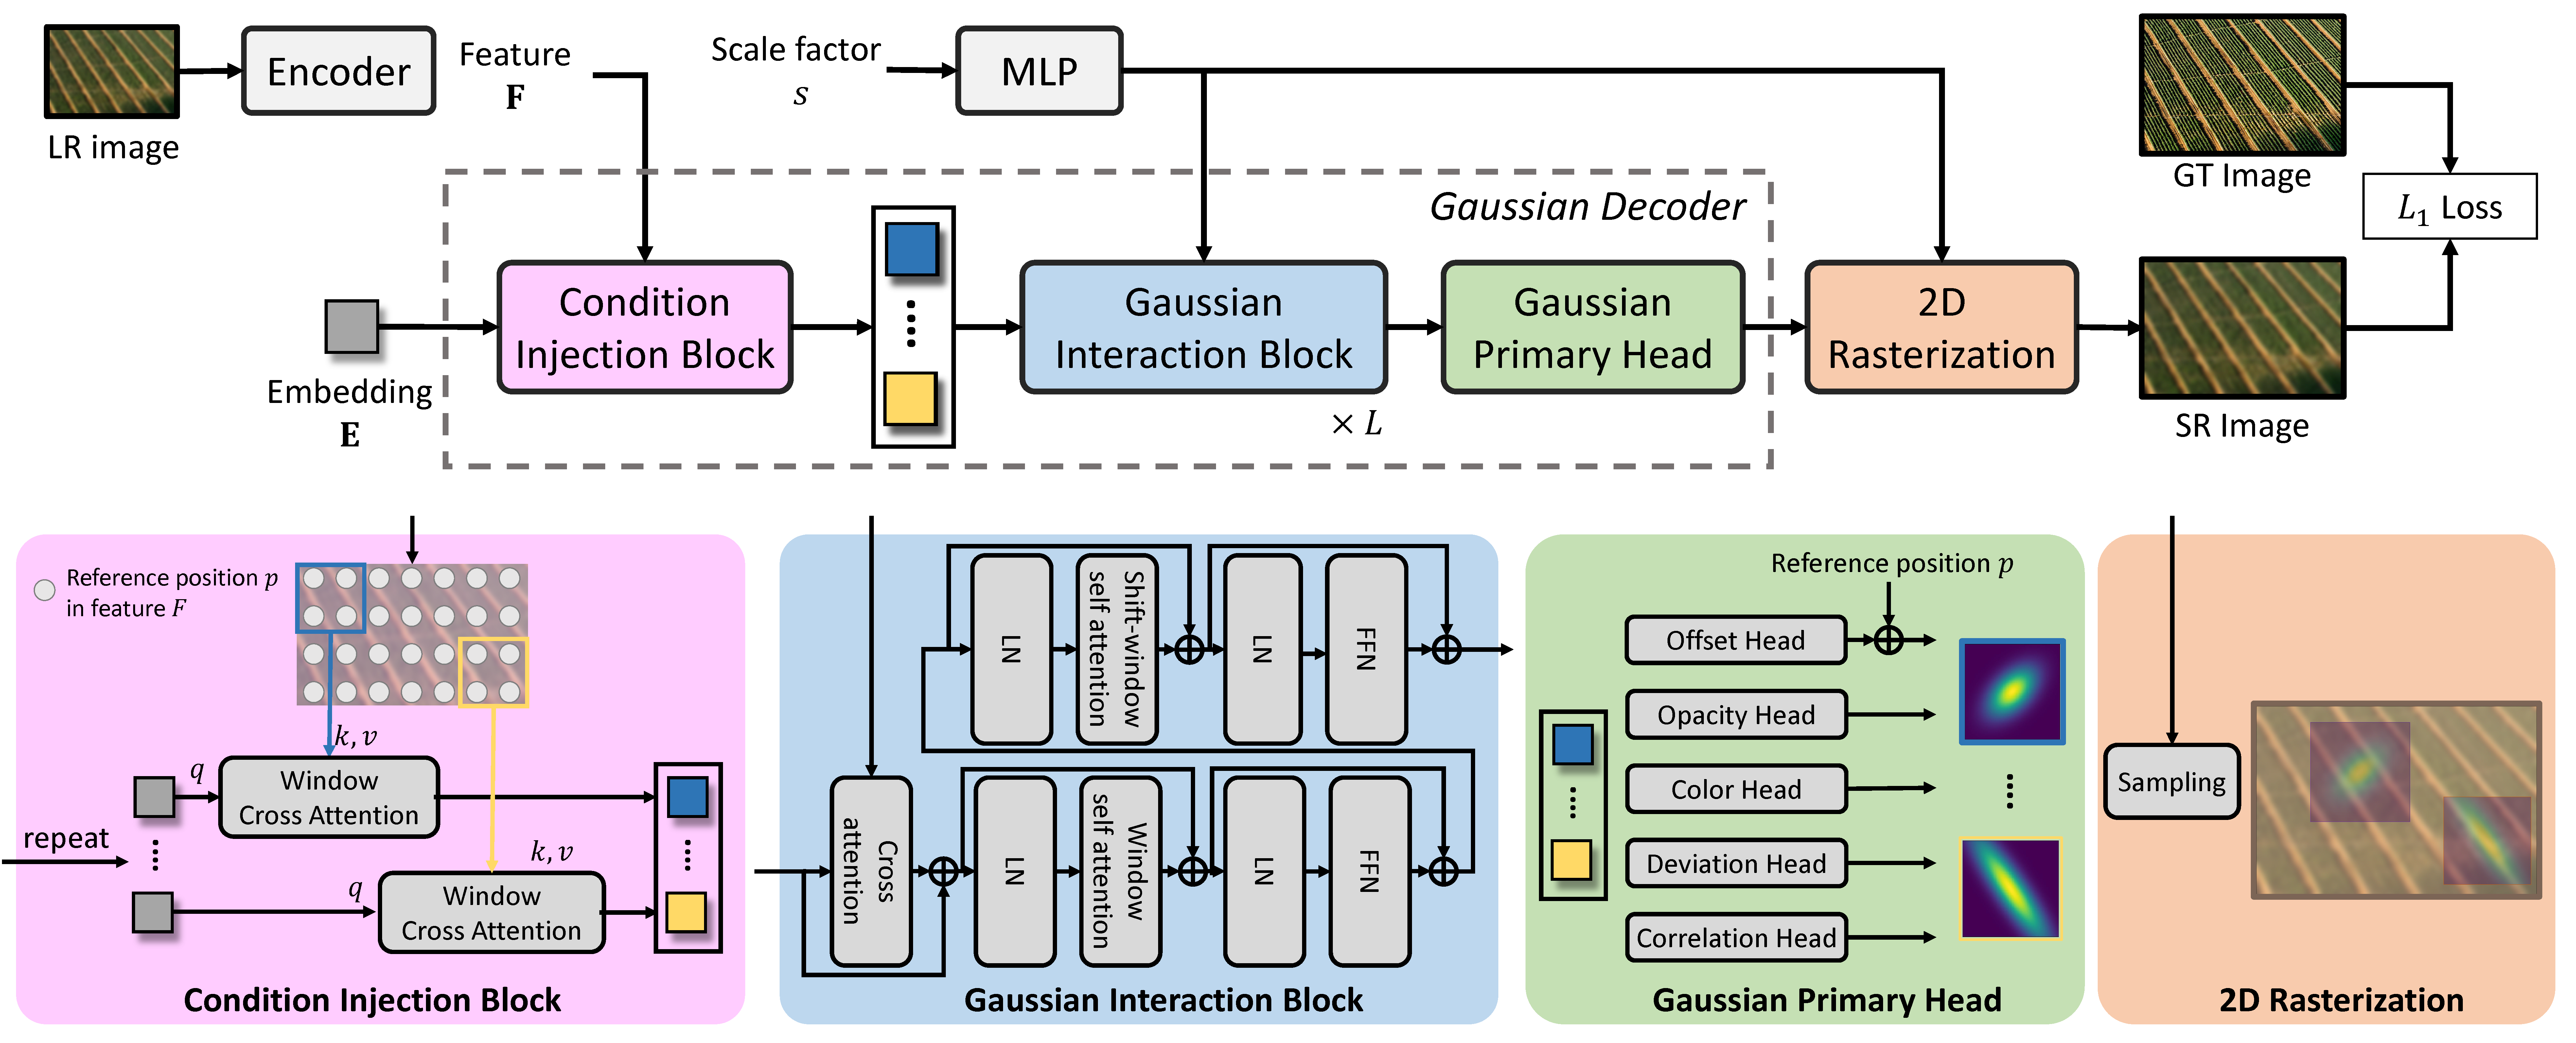 LR image
Encoder
Feature
F
Scale factor
s
MLP
GT Image
L1 Loss
Gaussian Decoder
Embedding
E
Condition
Injection Block
Gaussian
Interaction Block
× L
Gaussian
Primary Head
2D
Rasterization
SR Image
Reference position p
in feature F
k, v
q
Window
Cross Attention
repeat
k, v
q
Window
Cross Attention
Condition Injection Block
LN
Shift-window
self attention
LN
FFN
Cross
attention
LN
Window
self attention
LN
FFN
Gaussian Interaction Block
Reference position p
Offset Head
Opacity Head
Color Head
Deviation Head
Correlation Head
Gaussian Primary Head
Sampling
2D Rasterization